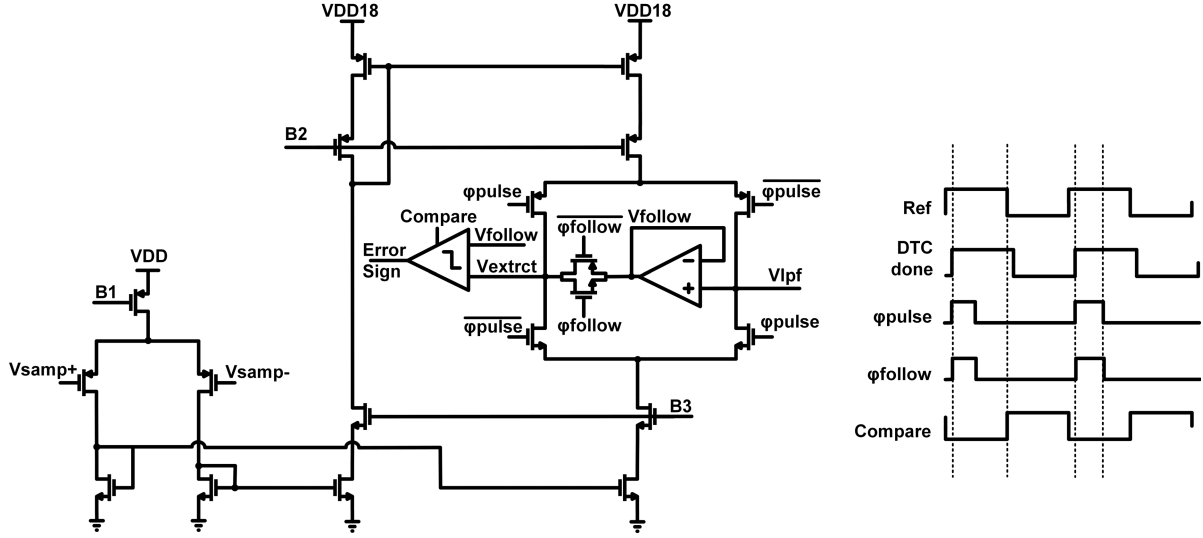 VDD18
VDD18
B2
φpulse
φpulse
Compare
φfollow
Vfollow
Error
Sign
Vfollow
Vextrct
Vlpf
VDD
B1
φpulse
φfollow
φpulse
Vsamp+
Vsamp-
B3
Ref
DTC
done
φpulse
φfollow
Compare